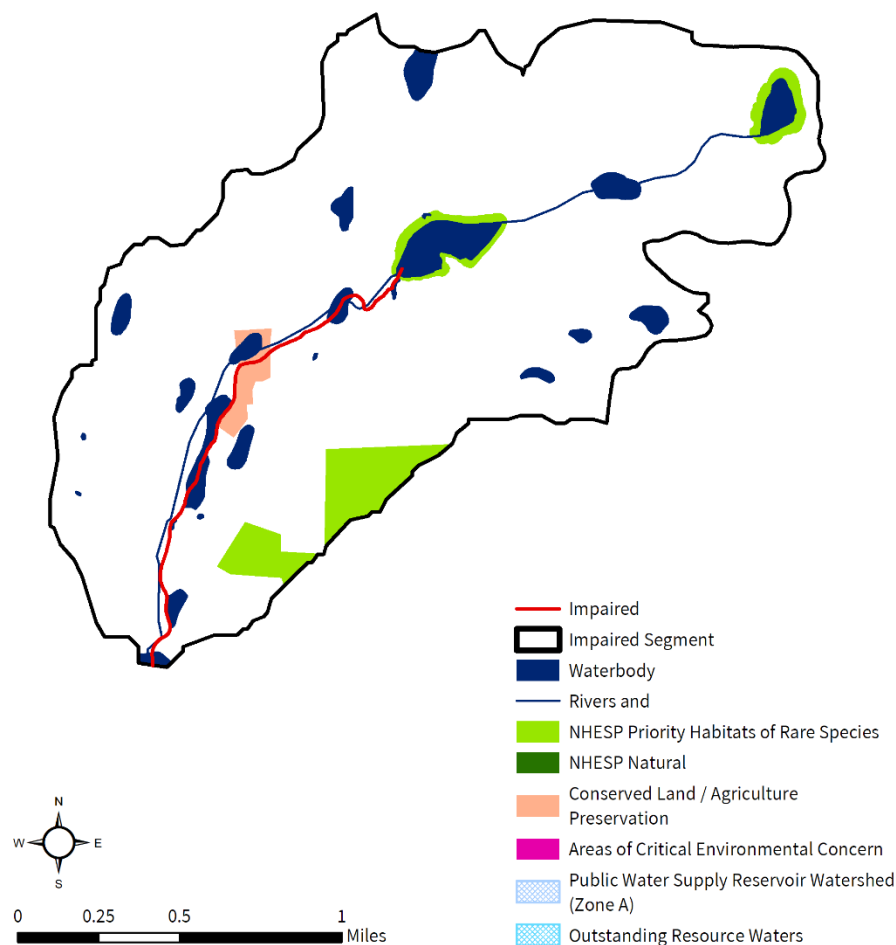 Impaired
Impaired Segment
Waterbody
Rivers and
NHESP Priority Habitats of Rare Species
NHESP Natural
Conserved Land / Agriculture
Preservation
Areas of Critical Environmental Concern
Public Water Supply Reservoir Watershed
(Zone A)
Outstanding Resource Waters
N
W E
S
0 0.25 0.5 1
Miles